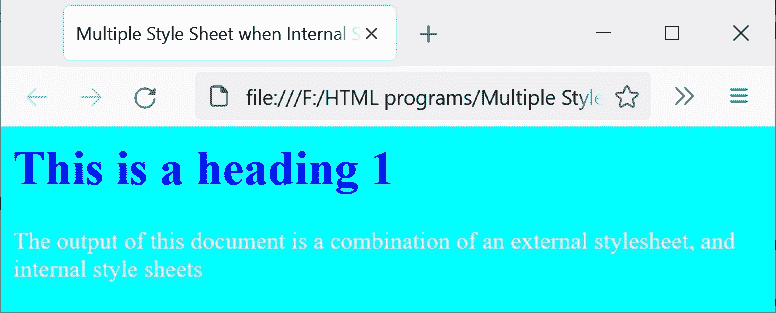 Multiple Style Sheet when Internal S
file:///F:/HTML programs/Multiple Style
This is a heading 1
The output of this document is a combination of an external stylesheet, and
internal style sheets